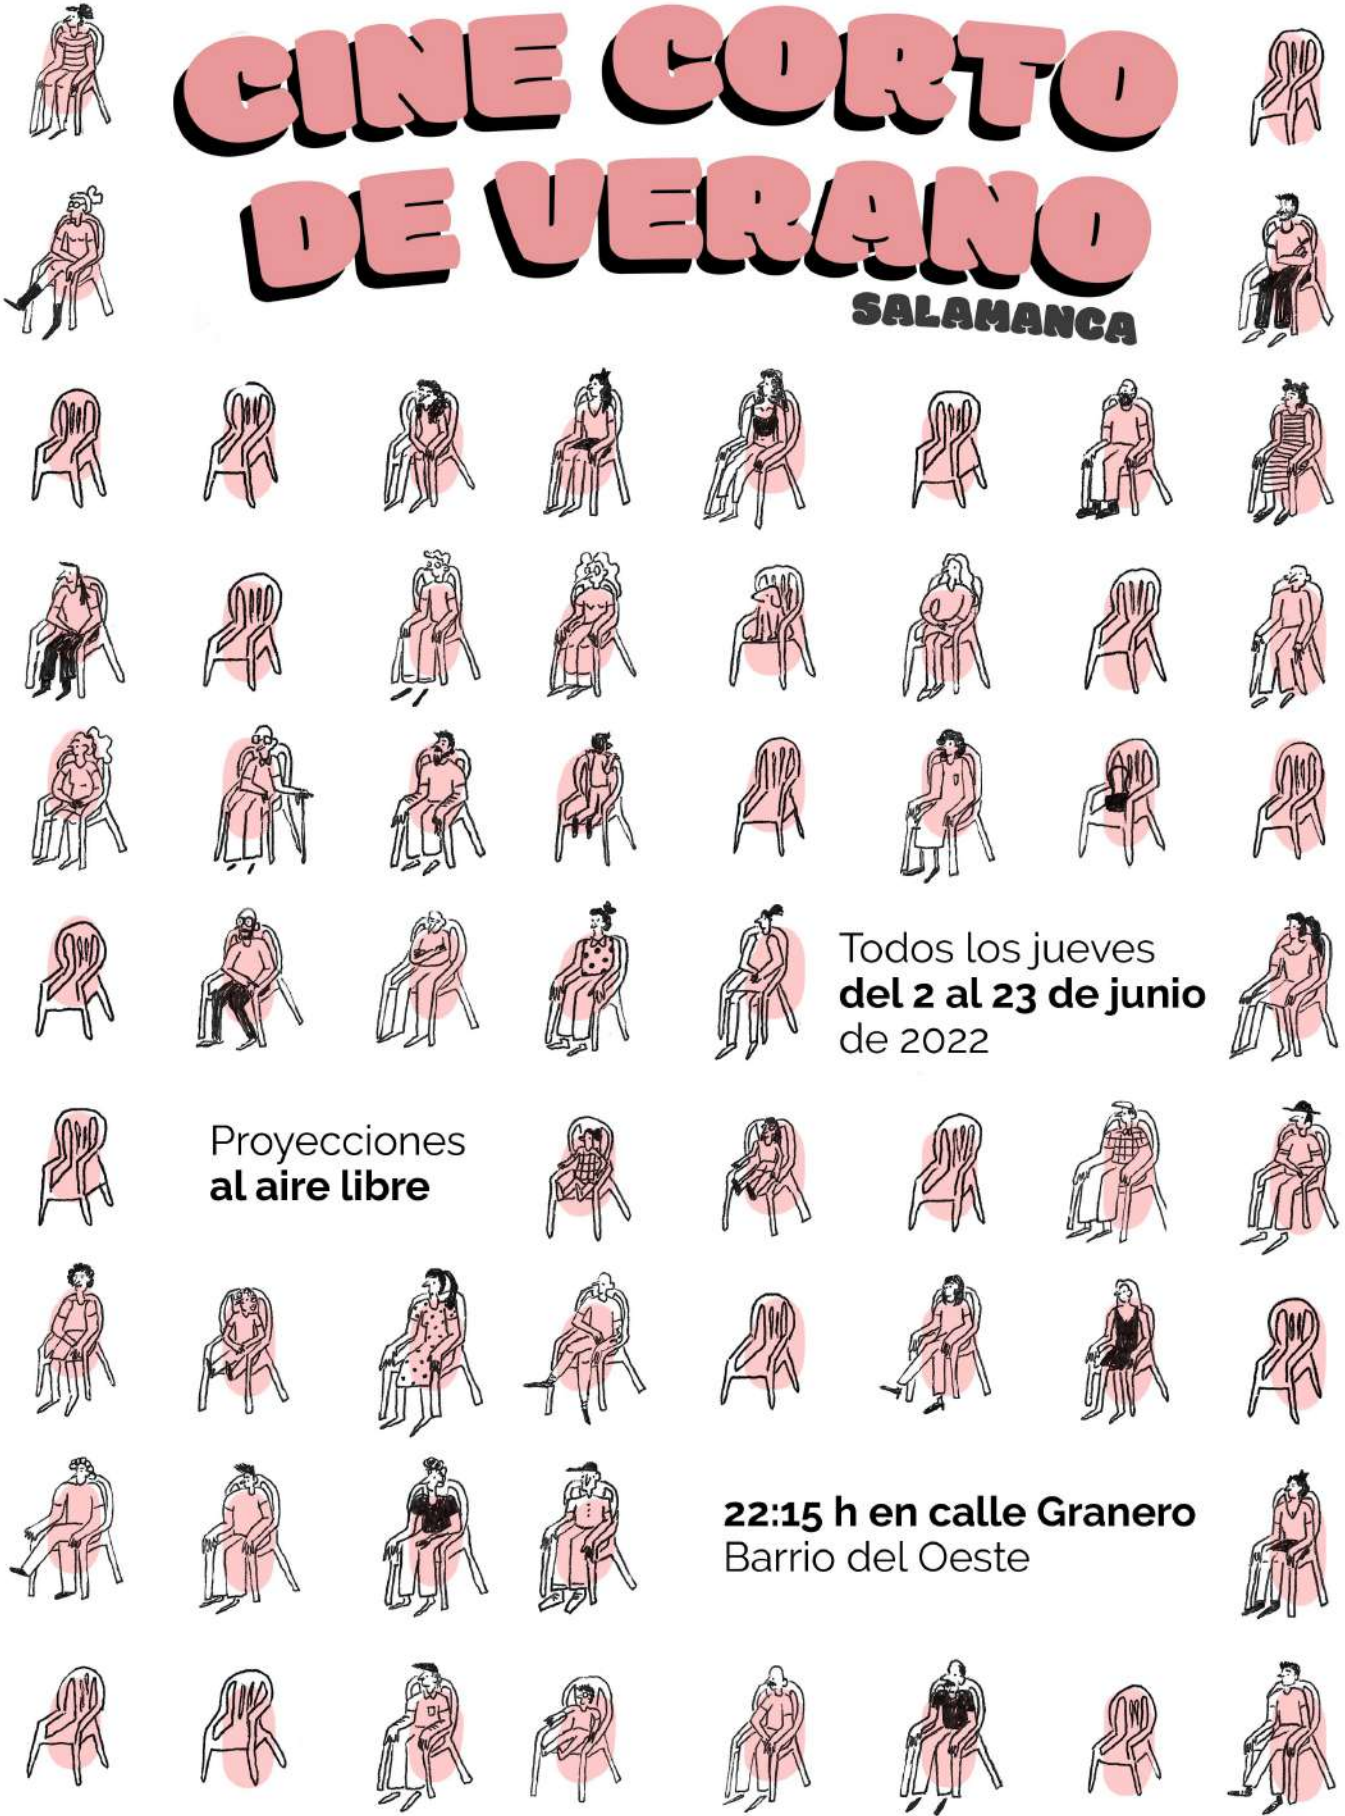 CINE CORTO
DE VERANO
SALAMANCA
Todos los jueves
del 2 al 23 de junio
de 2022
Proyecciones
al aire libre
22:15 h en calle Granero
Barrio del Oeste